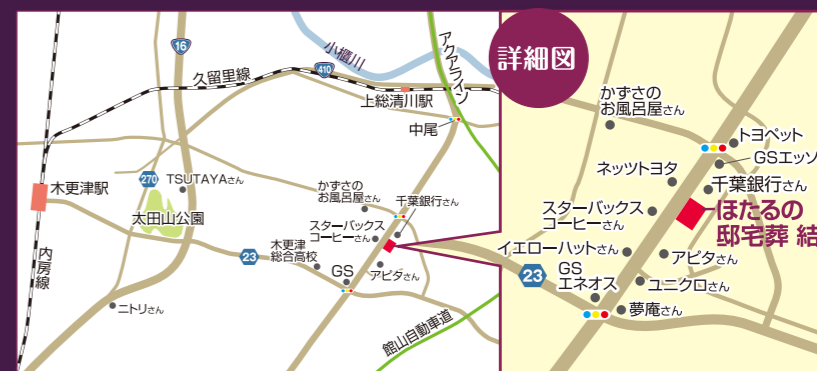 16
小櫃川
アクアライン
久留里線
410
上総清川駅
中尾
木更津駅
270
TSUTAYAさん
太田山公園
かずさの
お風呂屋さん
千葉銀行さん
スターバックス
コーヒーさん
内房線
23
木更津
総合高校
GS
アピタさん
ニトリさん
館山自動車道
詳細図
かずさの
お風呂屋さん
トヨペット
GSエッソ
ネッツトヨタ
千葉銀行さん
スターバックス
コーヒーさん
ほたるの
邸宅葬 結
イエローハットさん
アピタさん
23
GS
エネオス
ユニクロさん
夢庵さん